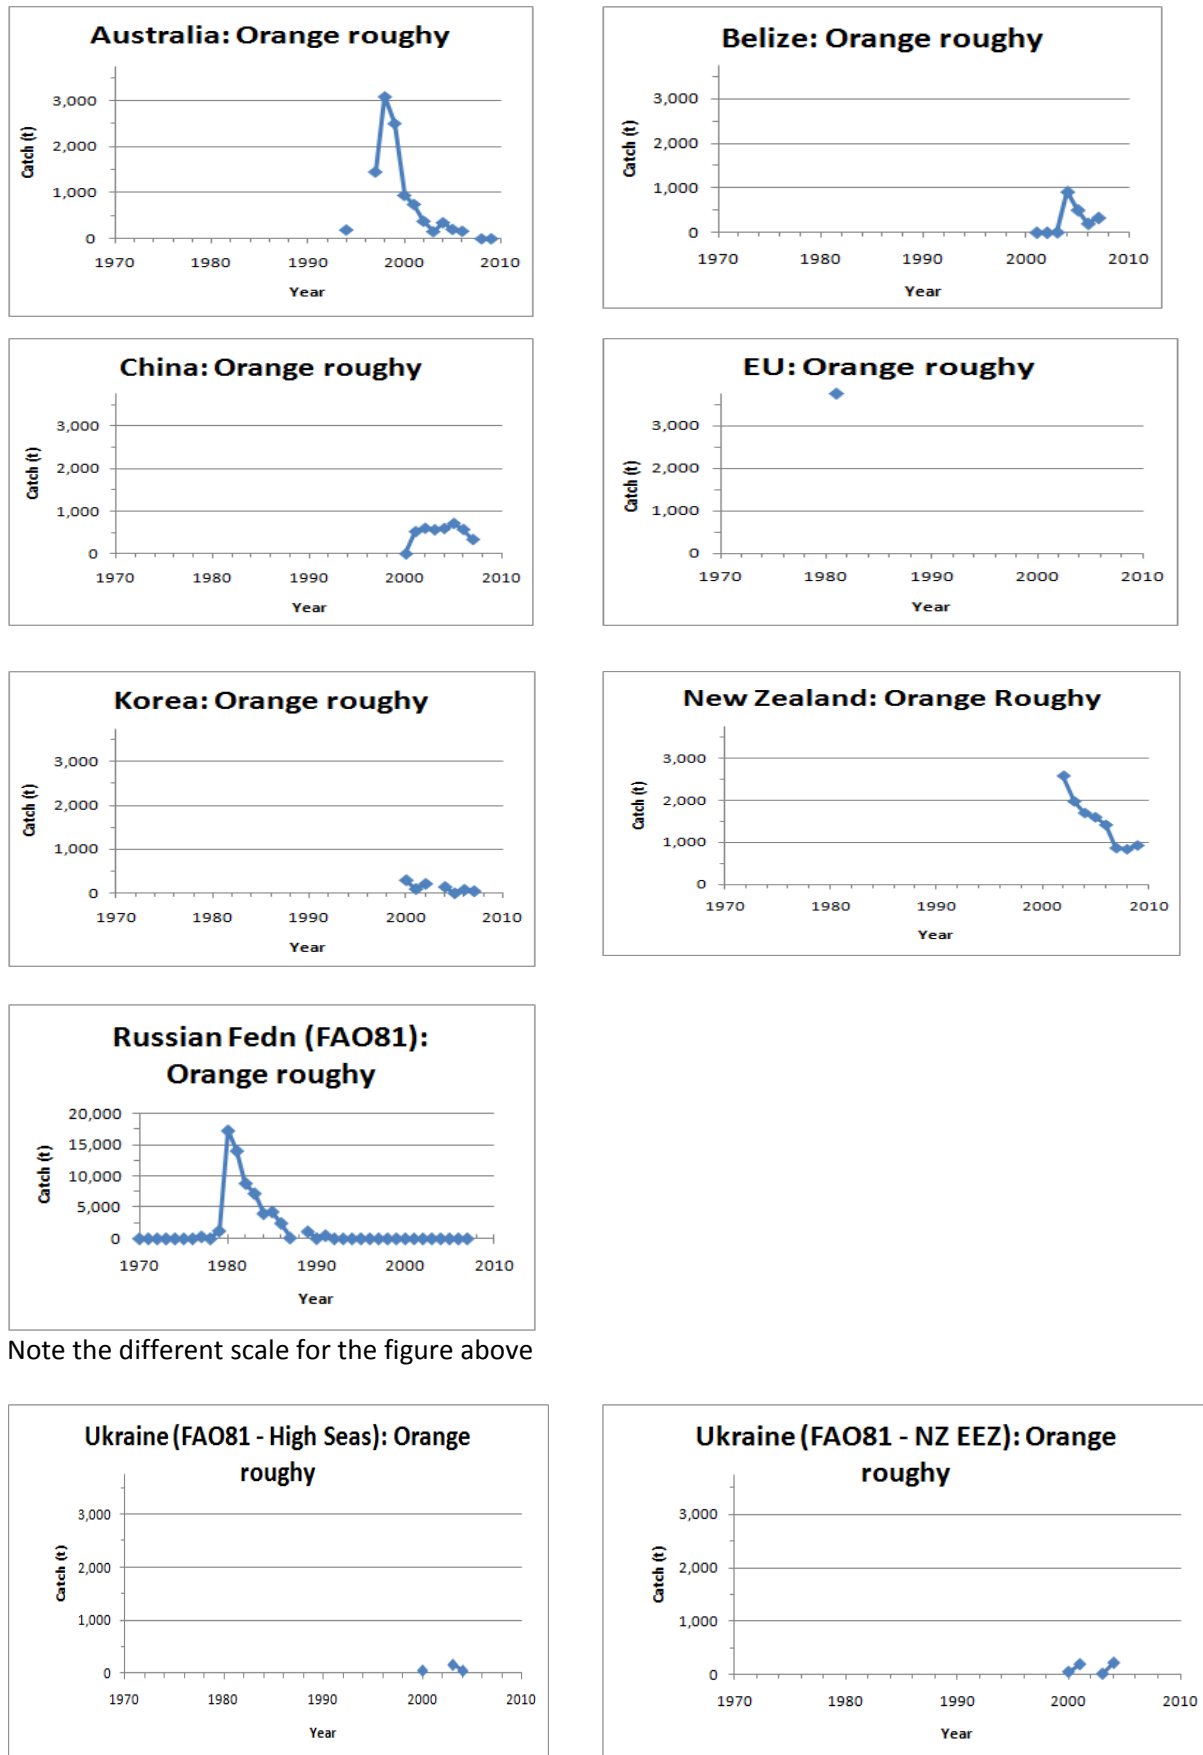 Australia: Orange roughy
3,000
2,000
1,000
0
Catch (t)
1970 1980 1990 2000 2010
Year
Belize: Orange roughy
3,000
2,000
1,000
0
Catch (t)
1970 1980 1990 2000 2010
Year
China: Orange roughy
3,000
2,000
1,000
0
Catch (t)
1970 1980 1990 2000 2010
Year
EU: Orange roughy
3,000
2,000
1,000
0
Catch (t)
1970 1980 1990 2000 2010
Year
Korea: Orange roughy
3,000
2,000
1,000
0
Catch (t)
1970 1980 1990 2000 2010
Year
New Zealand: Orange Roughy
3,000
2,000
1,000
0
Catch (t)
1970 1980 1990 2000 2010
Year
Russian Fedn (FAO81):
Orange roughy
20,000
15,000
10,000
5,000
0
Catch (t)
1970 1980 1990 2000 2010
Year
Note the different scale for the figure above
Ukraine (FAO81 - High Seas): Orange
roughy
3,000
2,000
1,000
0
Catch (t)
1970 1980 1990 2000 2010
Year
Ukraine (FAO81 - NZ EEZ): Orange
roughy
3,000
2,000
1,000
0
Catch (t)
1970 1980 1990 2000 2010
Year